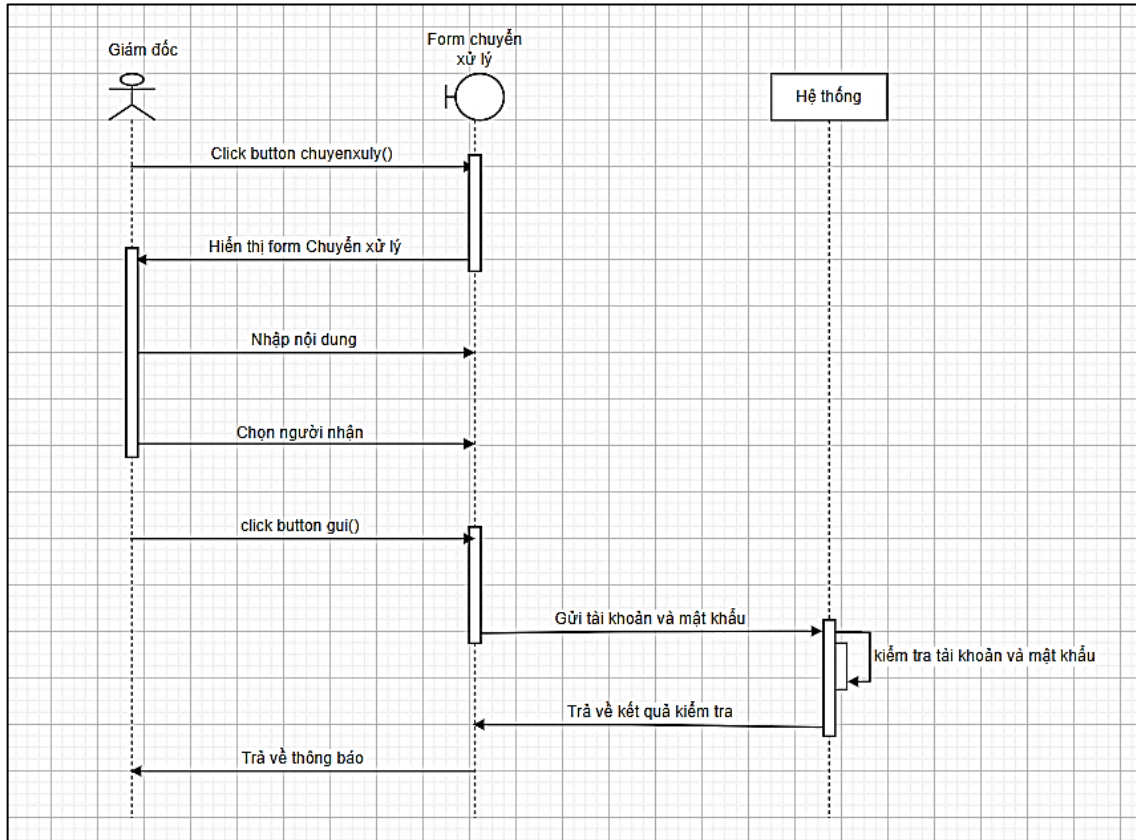 Giám đốc
Form chuyển
xử lý
Hệ thống
Click button chuyenxuly()
Hiển thị form Chuyển xử lý
Nhập nội dung
Chọn người nhận
click button gui()
Gửi tài khoản và mật khẩu
kiểm tra tải khoản và mật khẩu
Trả về kết quả kiểm tra
Trả về thông báo